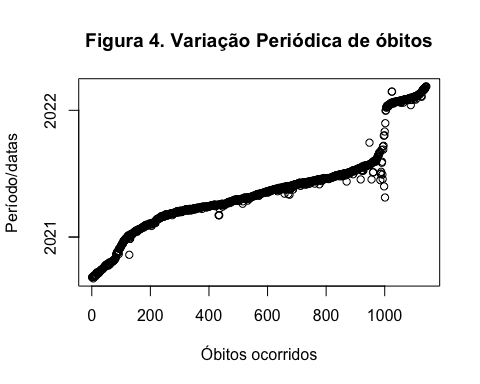 Figura 4. Variação Periódica de óbitos
2022
2021
Período/datas
0 200 400 600 800 1000
Óbitos ocorridos